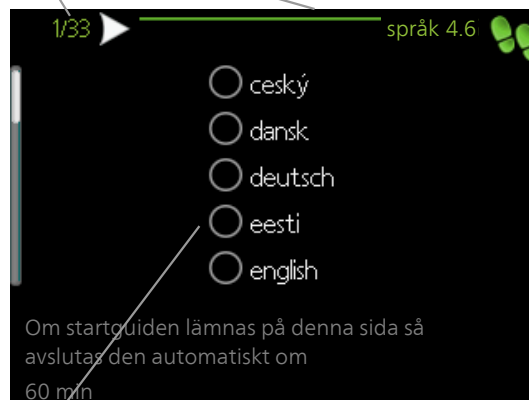 1/33
språk 4.6
ceský
dansk
deutsch
eesti
english
Om startguiden lämnas på denna sida så
avslutas den automatiskt om
60 min